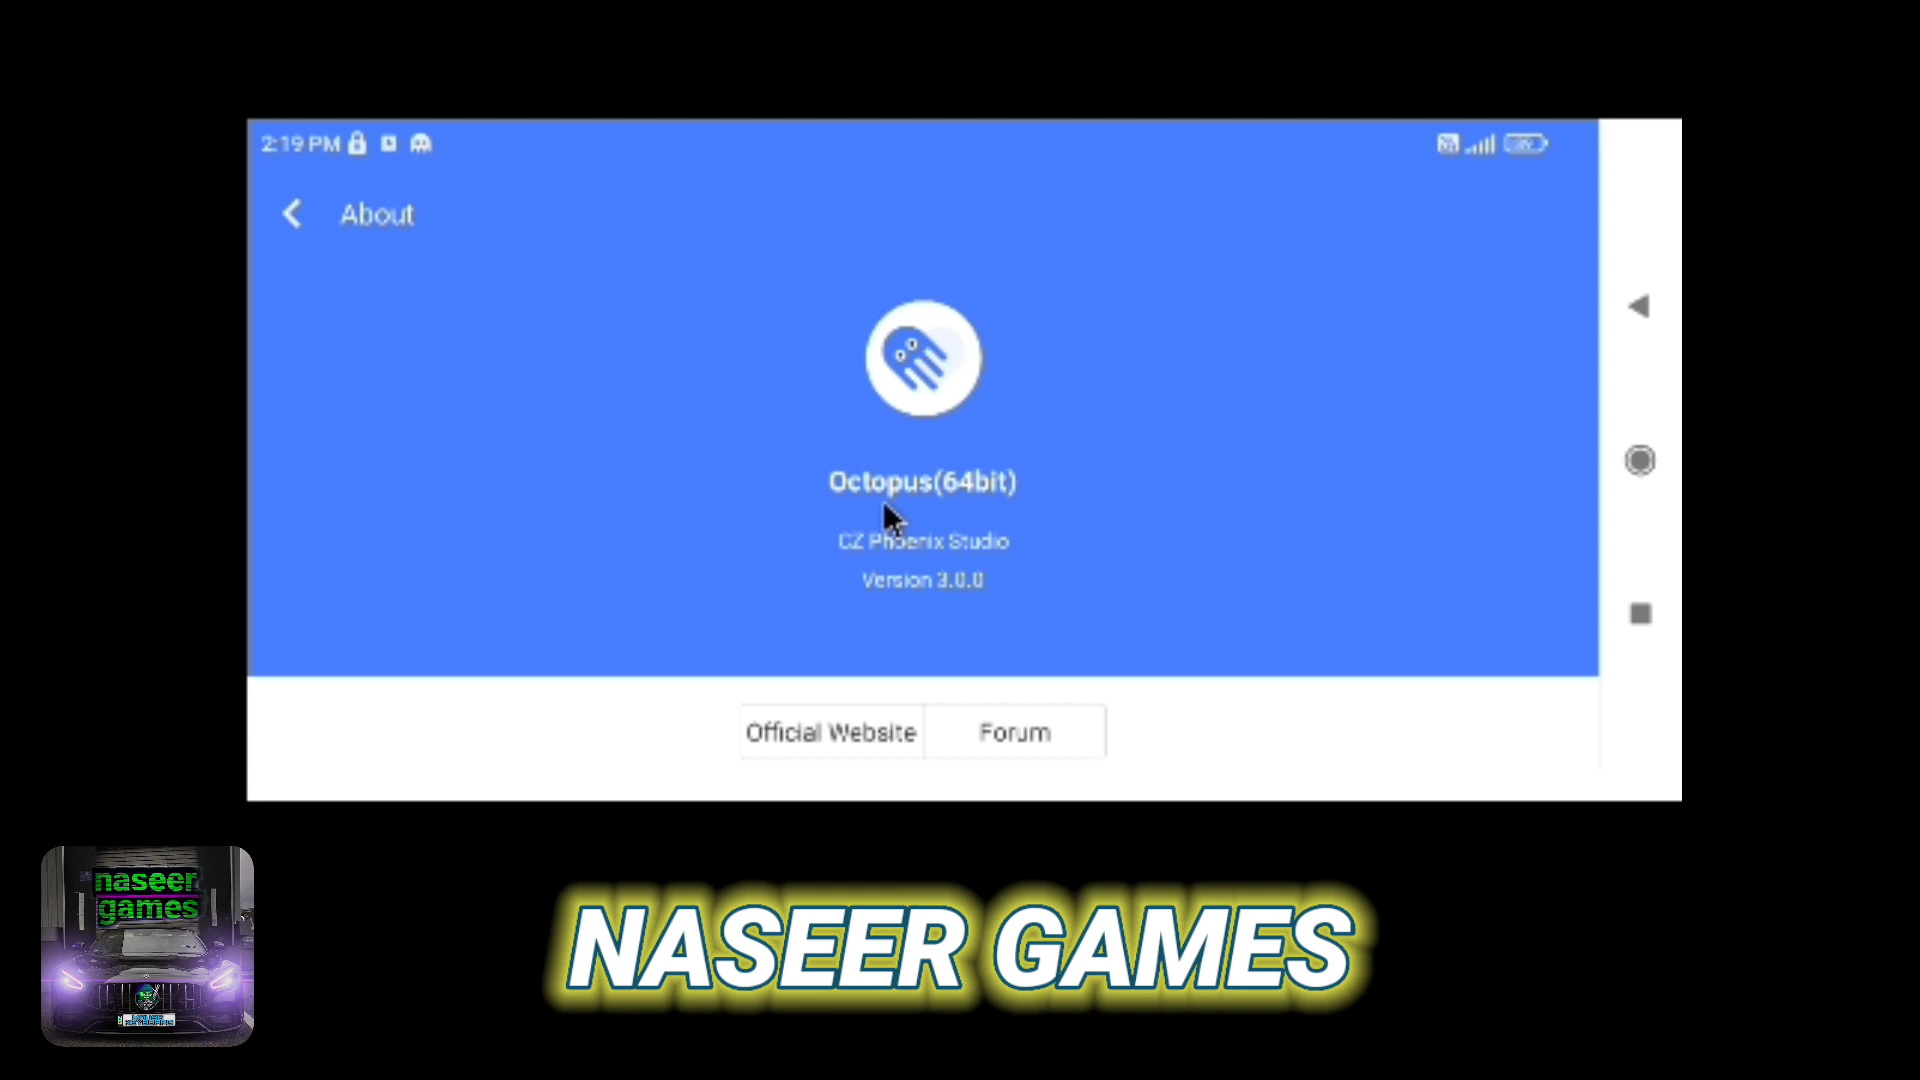 2:19 PM
About
Octopus(64bit)
CZ Phoenix Studio
Version 3.0.0
Official Website
Forum
naseer
games
NASEER GAMES